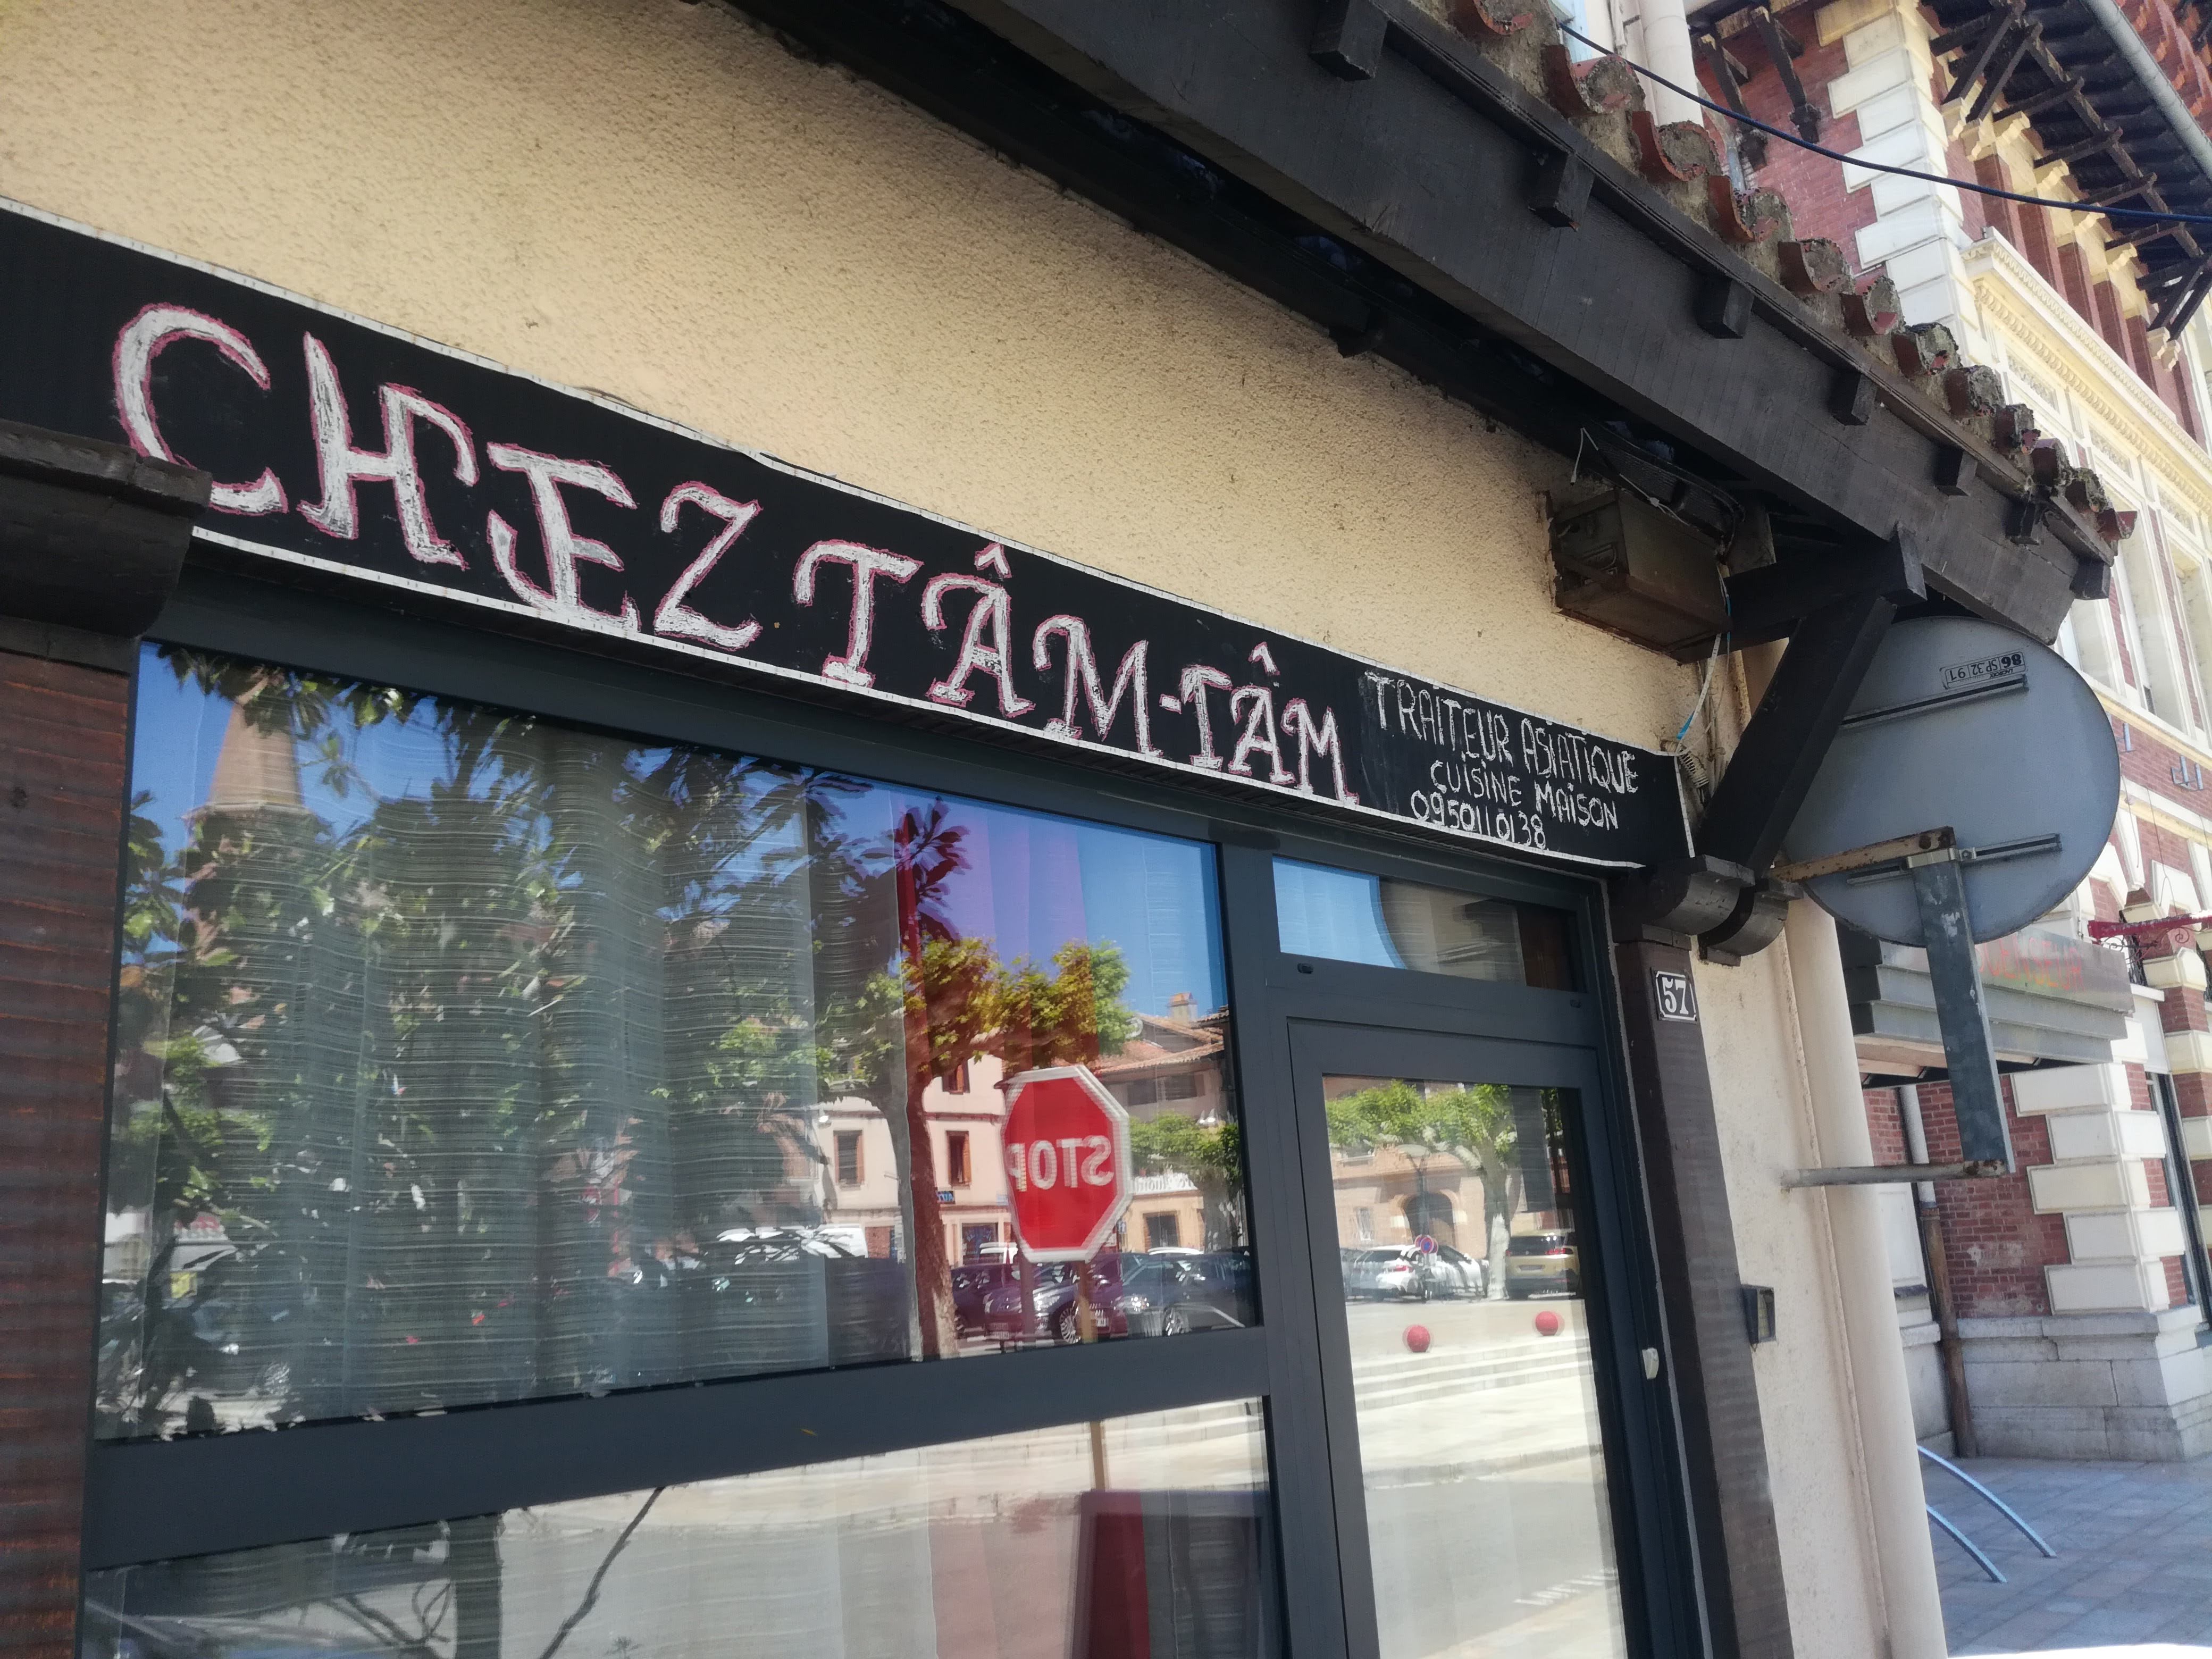 CHEZ TÂM-TÂM
TRAITEUR ASIATIQUE
CUISINE MAISON
0950110138
57
STOP